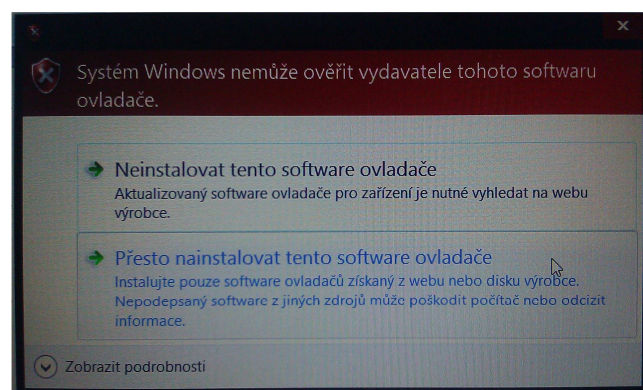 Systém Windows nemůže ověřit vydavatele tohoto softwaru
ovladače.
Neinstalovat tento software ovladače
Aktualizovaný software ovladače pro zařízení je nutné vyhledat na webu
výrobce.
Přesto nainstalovat tento software ovladače
Instalujte pouze software ovladačů získaný z webu nebo disku výrobce.
Nepodepsaný software z jiných zdrojů může poškodit počítač nebo odcizit
informace.
Zobrazit podrobnosti